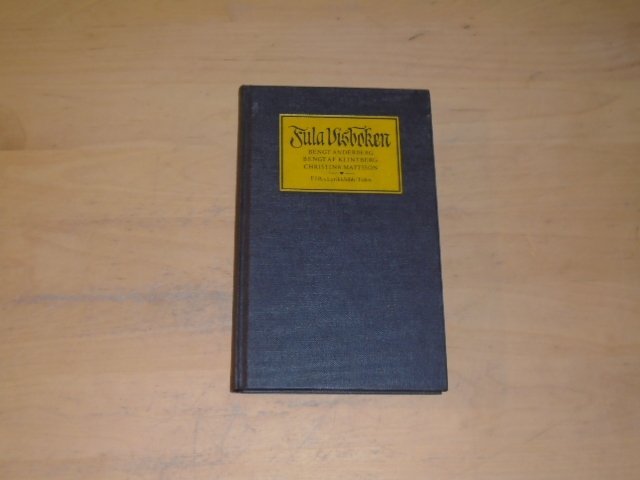 Fula Visboken
BENGT ANDERBERG
BENGT AF KLINTBERG
CHRISTINA MATTSSON